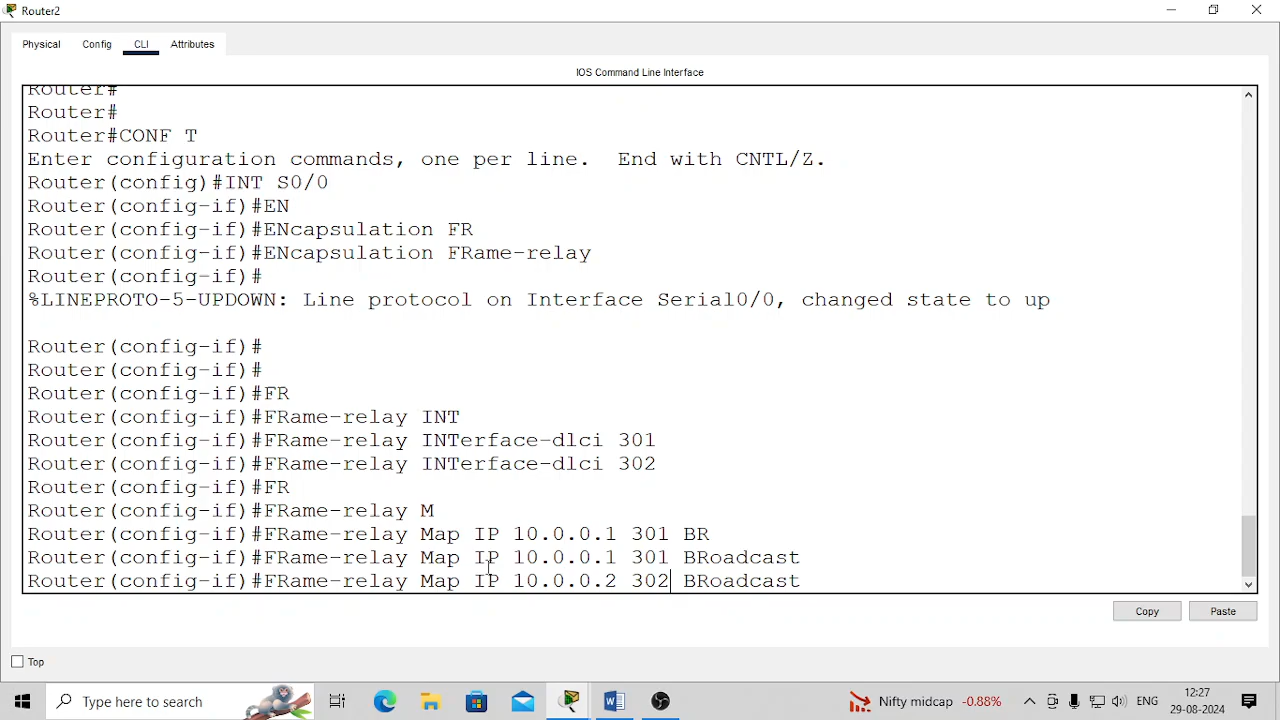 Router2
Physical Config CLI Attributes
IOS Command Line Interface
Router#
Router#
Router#CONF T
Enter configuration commands, one per line. End with CNTL/Z.
Router(config)#INT S0/0
Router(config-if)#EN
Router(config-if)#ENcapsulation FR
Router(config-if)#ENcapsulation FRame-relay
Router(config-if)#
%LINEPROTO-5-UPDOWN: Line protocol on Interface Serial0/0, changed state to up
Router(config-if)#
Router(config-if)#
Router(config-if)#FR
Router(config-if)#FRame-relay INT
Router(config-if)#FRame-relay INTerface-dlci 301
Router(config-if)#FRame-relay INTerface-dlci 302
Router(config-if)#FR
Router(config-if)#FRame-relay M
Router(config-if)#FRame-relay Map IP 10.0.0.1 301 BR
Router(config-if)#FRame-relay Map IP 10.0.0.1 301 BRoadcast
Router(config-if)#FRame-relay Map IP 10.0.0.2 302 BRoadcast
Copy Paste
Top
Type here to search
Nifty midcap -0.88%
ENG
12:27
29-08-2024